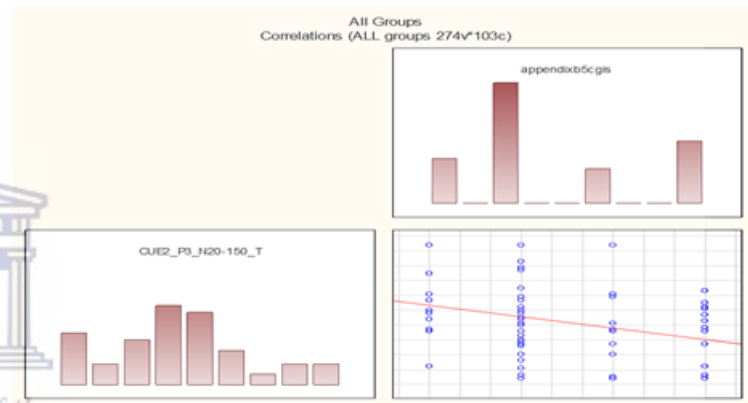 All Groups
Correlations (ALL groups 274v*103c)
appendixb5cgis
CUE2_P3_N20-150_T